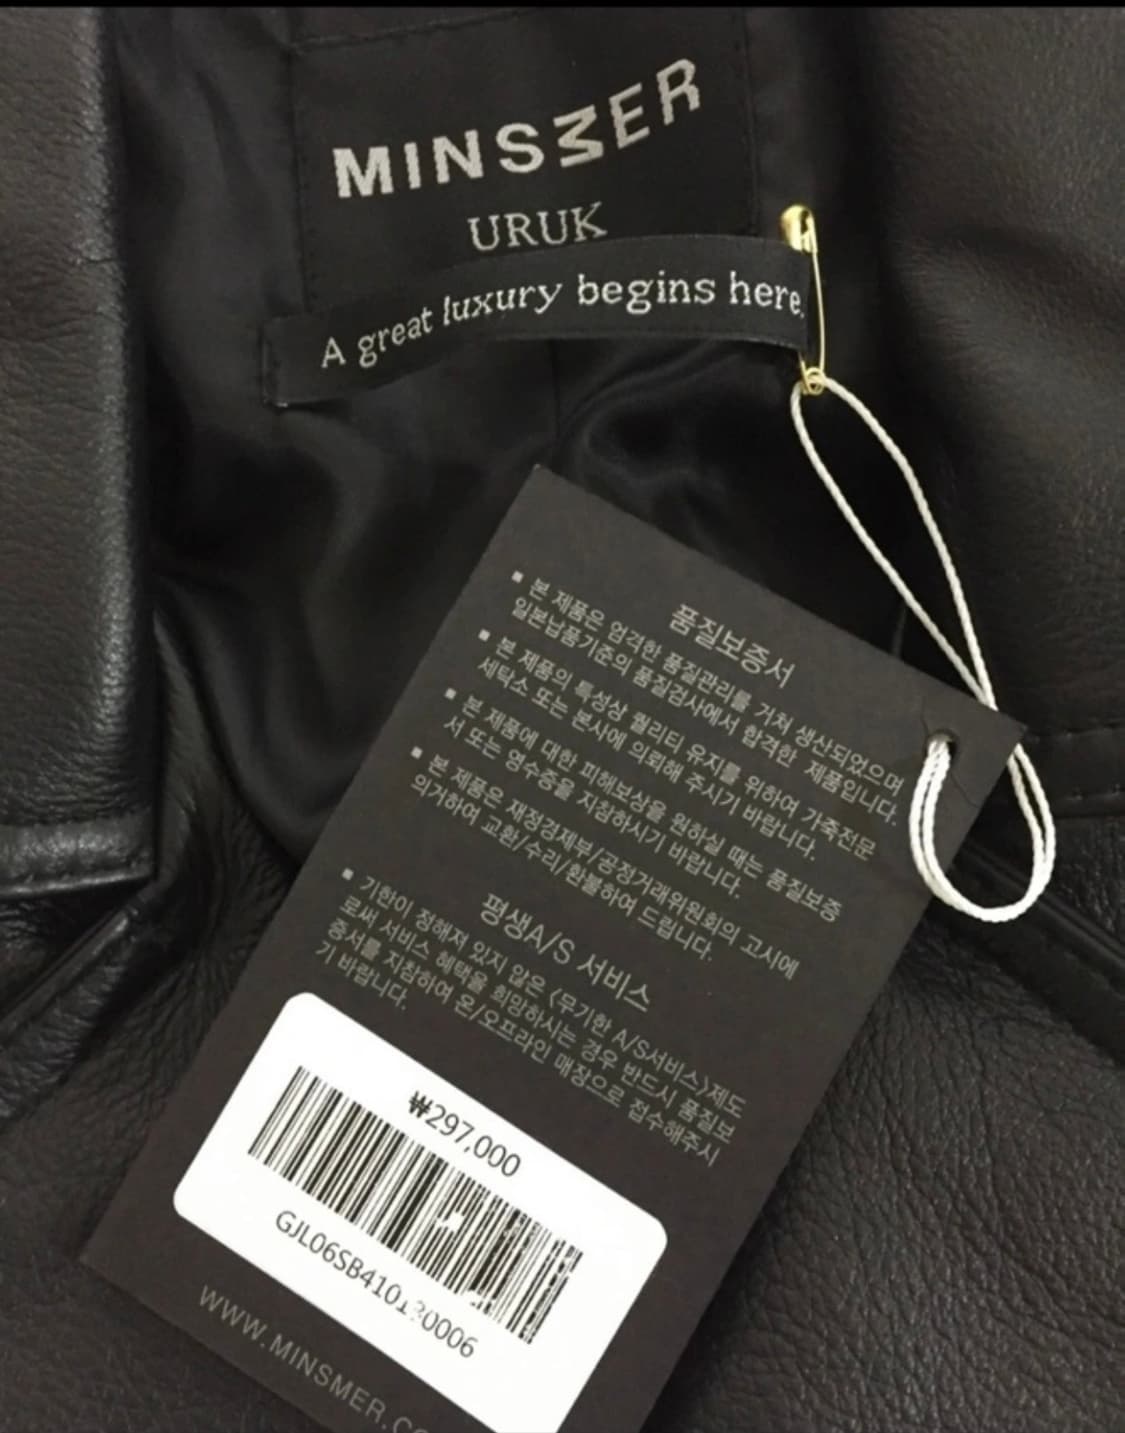 MINSMER
URUK
A great luxury begins here.
품질보증서
▪ 본 제품은 엄격한 품질관리를 거쳐 생산되었으며
일본납품기준의 품질검사에서 합격한 제품입니다.
▪ 본 제품의 특성상 퀄리티 유지를 위하여 가죽전문
세탁소 또는 본사에 의뢰해 주시기 바랍니다.
▪ 본 제품에 대한 피해보상을 원하실 때는 품질보증
서 또는 영수증을 지참하시기 바랍니다.
▪ 본 제품은 재정경제부/공정거래위원회의 고시에
의거하여 교환/수리/환불하여 드립니다.
평생A/S 서비스
▪ 기한이 정해져 있지 않은 <무기한 A/S서비스>제도
로써 서비스 혜택을 희망하시는 경우 반드시 품질보
증서를 지참하여 온/오프라인 매장으로 접수해주시
기 바랍니다.
₩297,000
WWW.MINSMER.CO